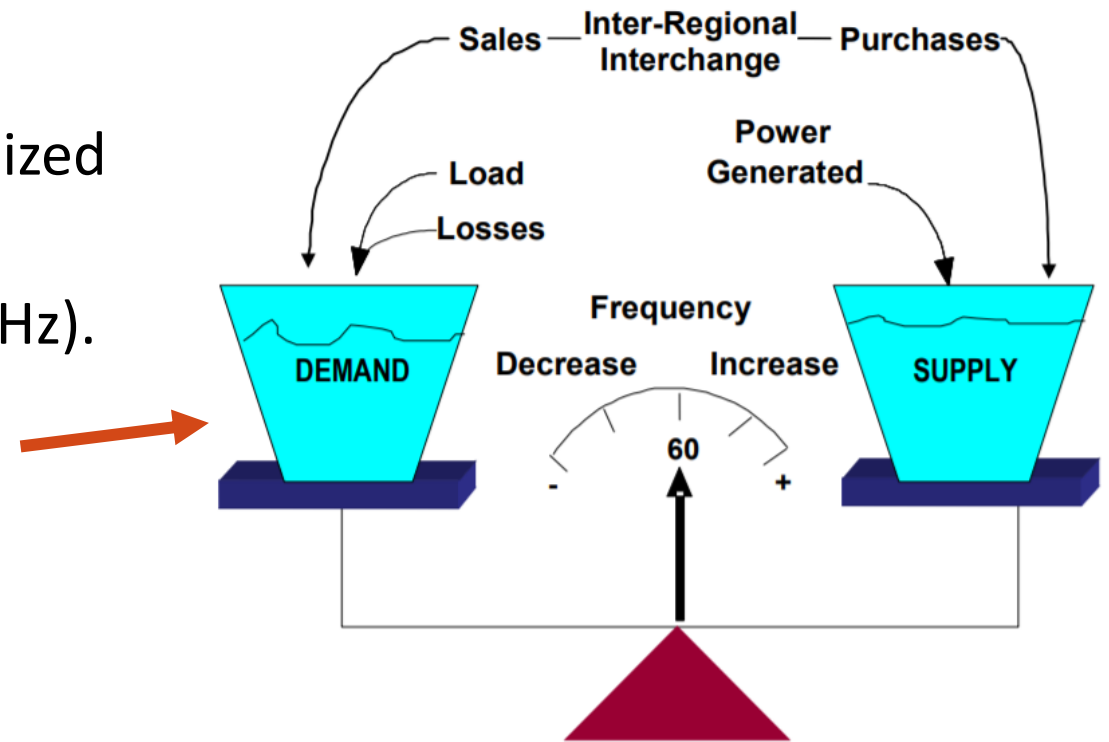 Sales
Inter-Regional
Interchange
Purchases
ized
Load
Losses
Power
Generated
Hz).
Frequency
Decrease Increase
DEMAND
SUPPLY
60
- +